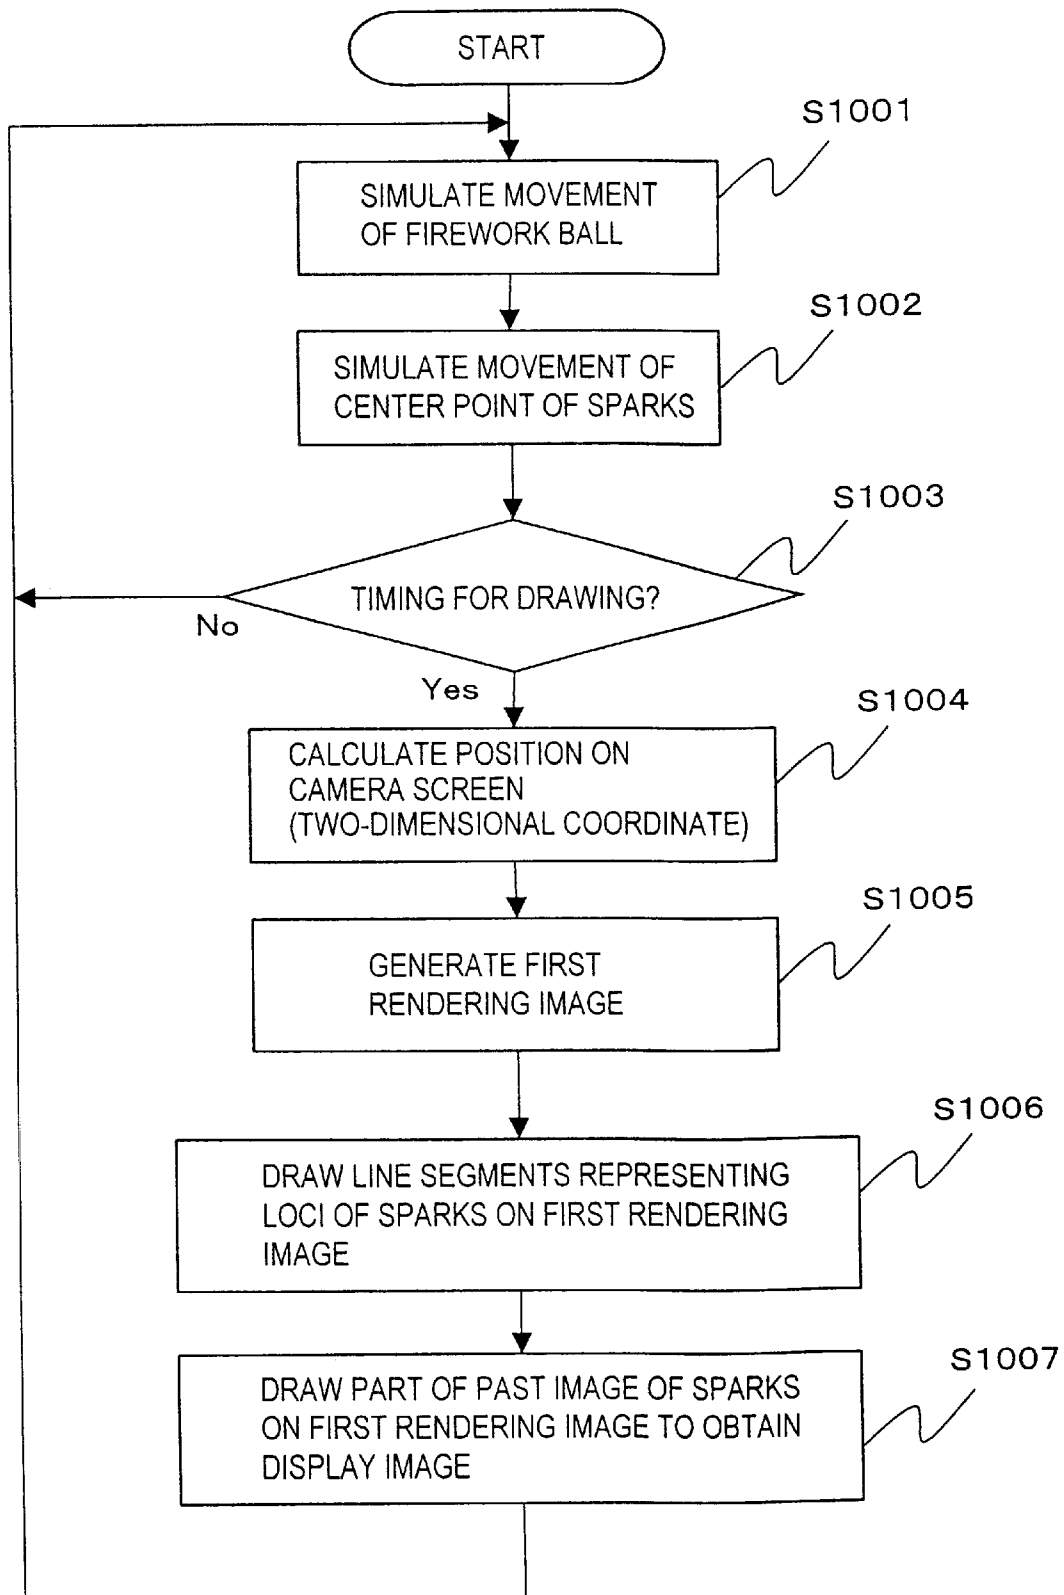 START
S1001
SIMULATE MOVEMENT
OF FIREWORK BALL
S1002
SIMULATE MOVEMENT OF
CENTER POINT OF SPARKS
S1003
TIMING FOR DRAWING?
No
Yes
S1004
CALCULATE POSITION ON
CAMERA SCREEN
(TWO-DIMENSIONAL COORDINATE)
S1005
GENERATE FIRST
RENDERING IMAGE
S1006
DRAW LINE SEGMENTS REPRESENTING
LOCI OF SPARKS ON FIRST RENDERING
IMAGE
S1007
DRAW PART OF PAST IMAGE OF SPARKS
ON FIRST RENDERING IMAGE TO OBTAIN
DISPLAY IMAGE